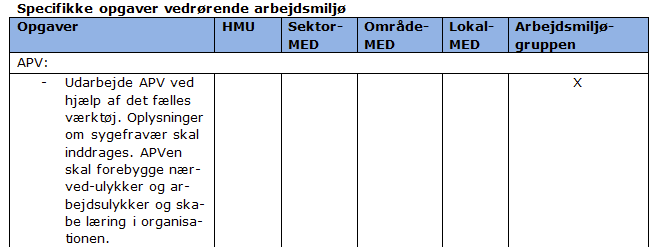 Specifikke opgaver vedrørende arbejdsmiljø
Opgaver HMU Sektor- Område- Lokal- Arbejdsmiljø-
MED MED MED gruppen
APV:
- Udarbejde APV ved X
hjælp af det fælles
værktøj. Oplysninger
om sygefravær skal
inddrages. APVen
skal forebygge nær-
ved-ulykker og ar-
bejdsulykker og ska-
be læring i organisa-
tionen.